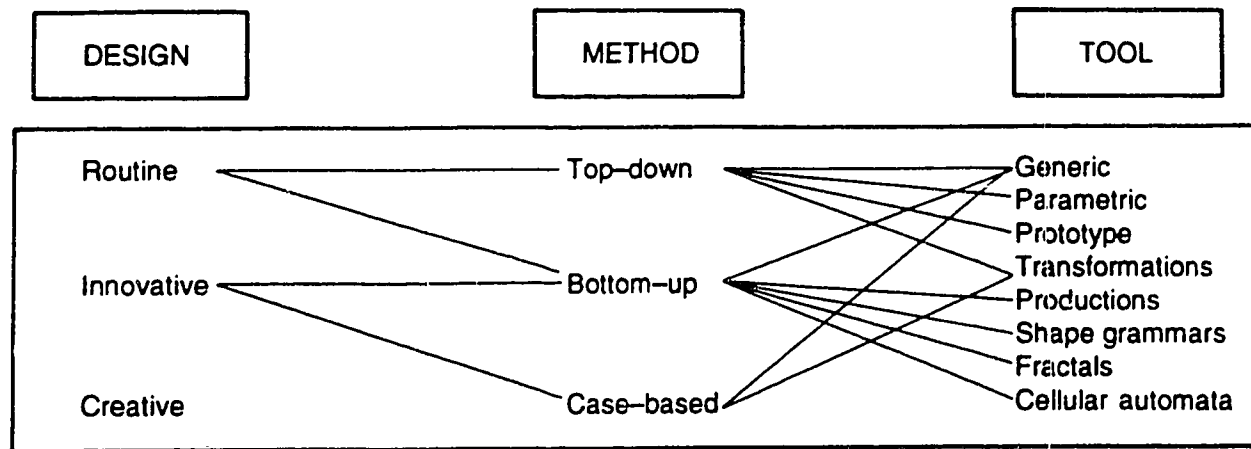 DESIGN
METHOD
TOOL
Routine
Top–down
Generic
Parametric
Prototype
Innovative
Bottom–up
Transformations
Productions
Shape grammars
Fractals
Creative
Case–based
Cellular automata